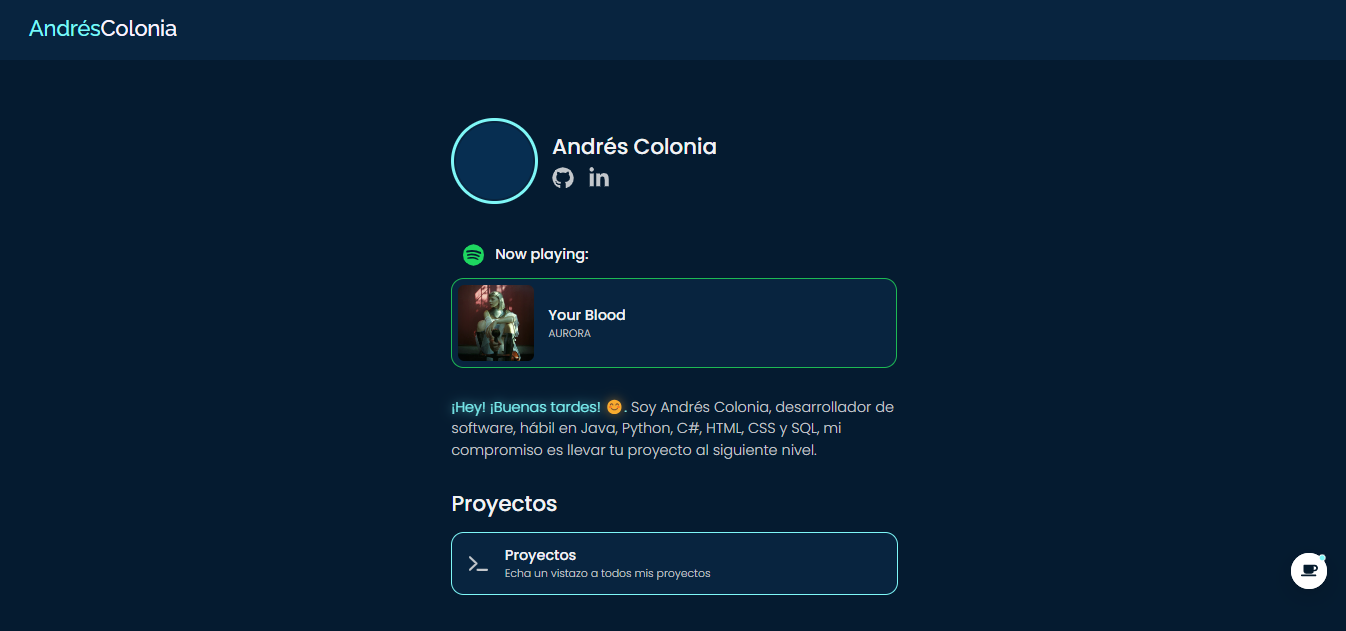 AndrésColonia
Andrés Colonia
Now playing:
Your Blood
AURORA
¡Hey! ¡Buenas tardes! 😊. Soy Andrés Colonia, desarrollador de
software, hábil en Java, Python, C#, HTML, CSS y SQL, mi
compromiso es llevar tu proyecto al siguiente nivel.
Proyectos
Proyectos
Echa un vistazo a todos mis proyectos